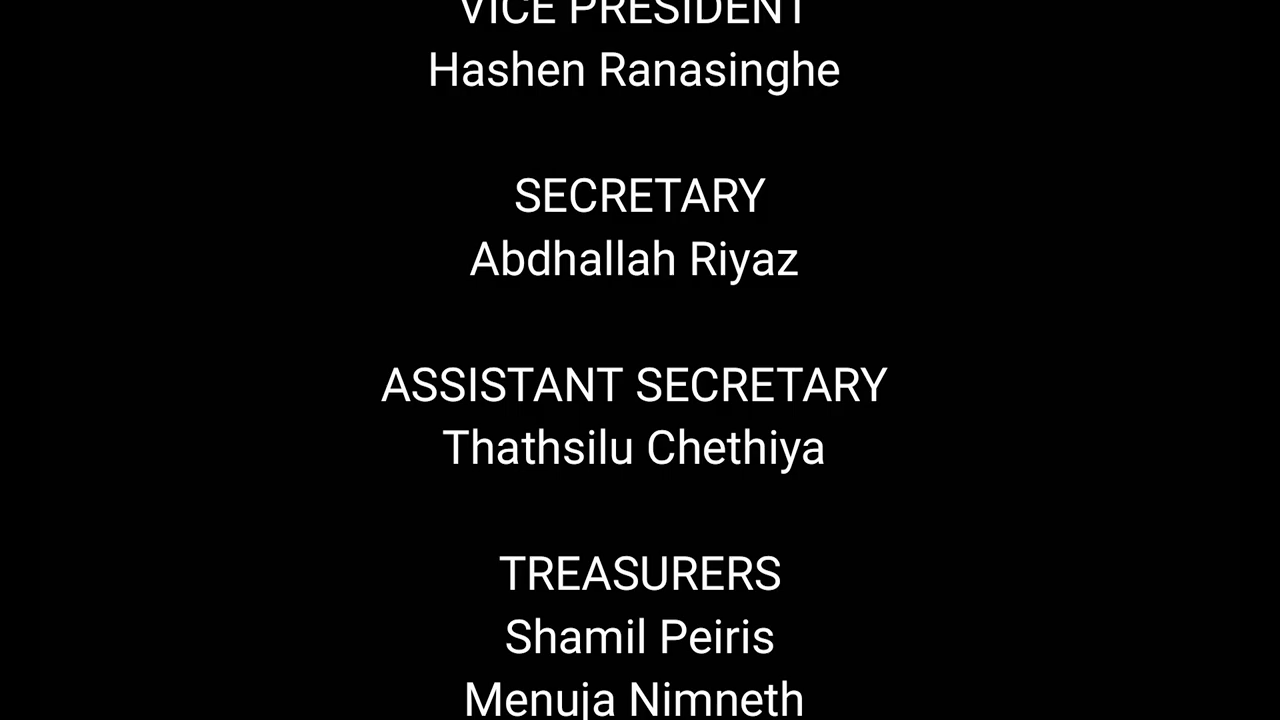 VICE PRESIDENT
Hashen Ranasinghe
SECRETARY
Abdhallah Riyaz
ASSISTANT SECRETARY
Thathsilu Chethiya
TREASURERS
Shamil Peiris
Menuja Nimneth